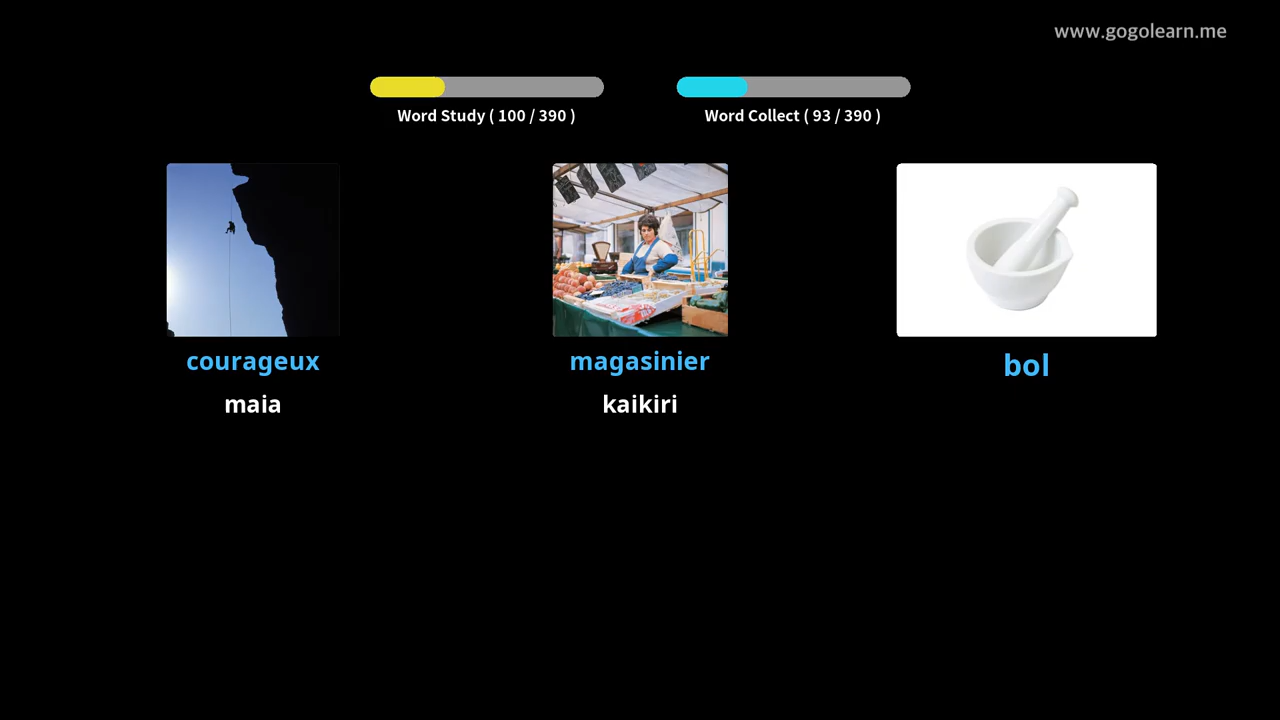 www.gogolearn.me
Word Study ( 100 / 390 )
Word Collect ( 93 / 390 )
courageux
maia
magasinier
kaikiri
bol